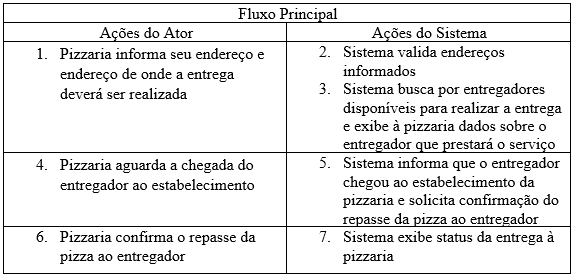 Fluxo Principal
Ações do Ator
Ações do Sistema
1. Pizzaria informa seu endereço e
endereço de onde a entrega
deverá ser realizada
2. Sistema valida endereços
informados
3. Sistema busca por entregadores
disponíveis para realizar a entrega
e exibe à pizzaria dados sobre o
entregador que prestará o serviço
4. Pizzaria aguarda a chegada do
entregador ao estabelecimento
5. Sistema informa que o entregador
chegou ao estabelecimento da
pizzaria e solicita confirmação do
repasse da pizza ao entregador
6. Pizzaria confirma o repasse da
pizza ao entregador
7. Sistema exibe status da entrega à
pizzaria